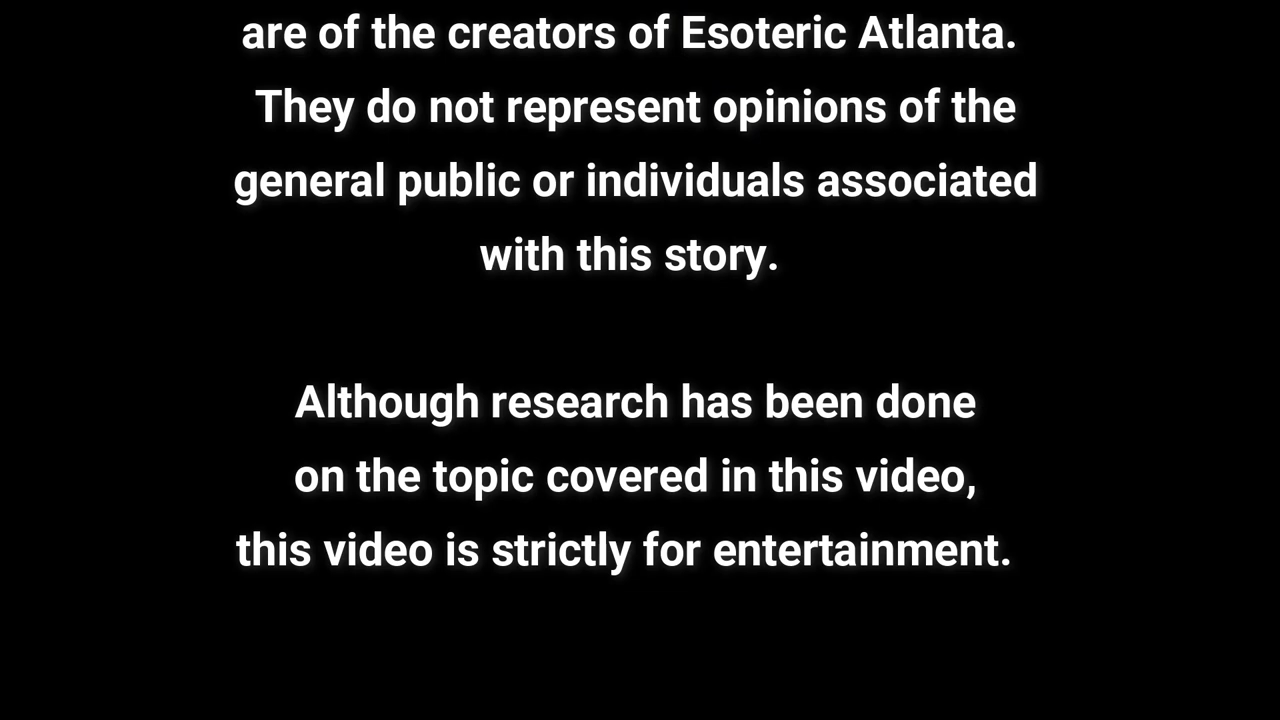 are of the creators of Esoteric Atlanta.
They do not represent opinions of the
general public or individuals associated
with this story.
Although research has been done
on the topic covered in this video,
this video is strictly for entertainment.